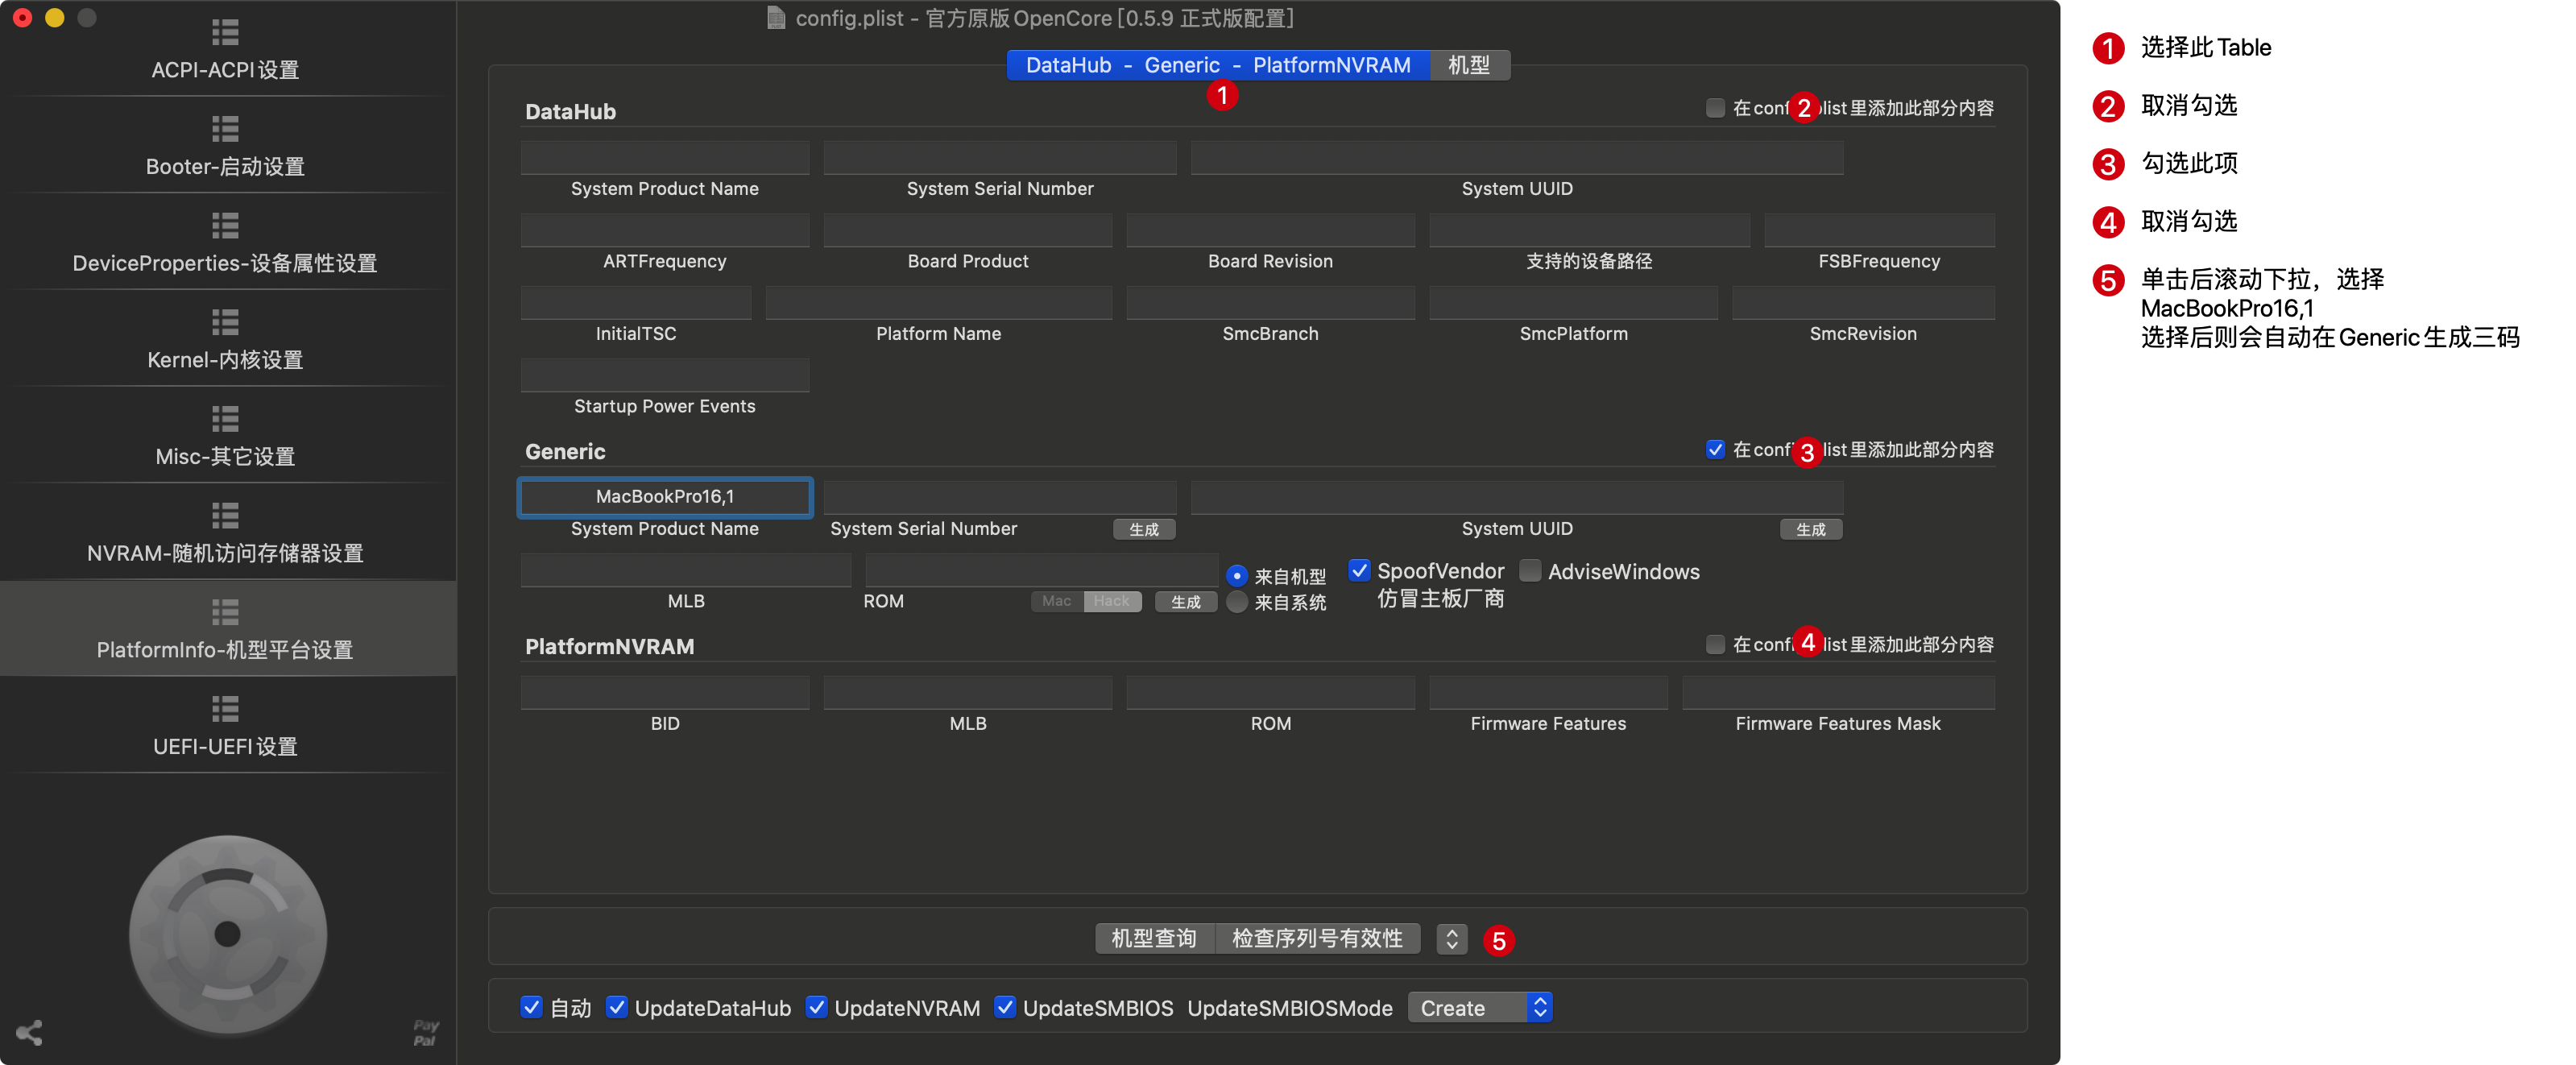 config.plist - 官方原版OpenCore [0.5.9 正式版配置]
ACPI-ACPI设置
Booter-启动设置
DeviceProperties-设备属性设置
Kernel-内核设置
Misc-其它设置
NVRAM-随机访问存储器设置
PlatformInfo-机型平台设置
UEFI-UEFI设置
Pay
Pal
DataHub - Generic - PlatformNVRAM 机型
1
DataHub
在conf 2 list里添加此部分内容
System Product Name System Serial Number System UUID
ARTFrequency Board Product Board Revision 支持的设备路径 FSBFrequency
InitialTSC Platform Name SmcBranch SmcPlatform SmcRevision
Startup Power Events
Generic
在conf 3 list里添加此部分内容
MacBookPro16,1
System Product Name System Serial Number 生成 System UUID 生成
MLB ROM Mac Hack 生成
来自机型
来自系统
SpoofVendor
仿冒主板厂商
AdviseWindows
PlatformNVRAM
在conf 4 list里添加此部分内容
BID MLB ROM Firmware Features Firmware Features Mask
机型查询 检查序列号有效性 5
自动 UpdateDataHub UpdateNVRAM UpdateSMBIOS UpdateSMBIOSMode Create
1 选择此Table
2 取消勾选
3 勾选此项
4 取消勾选
5 单击后滚动下拉，选择
MacBookPro16,1
选择后则会自动在Generic生成三码